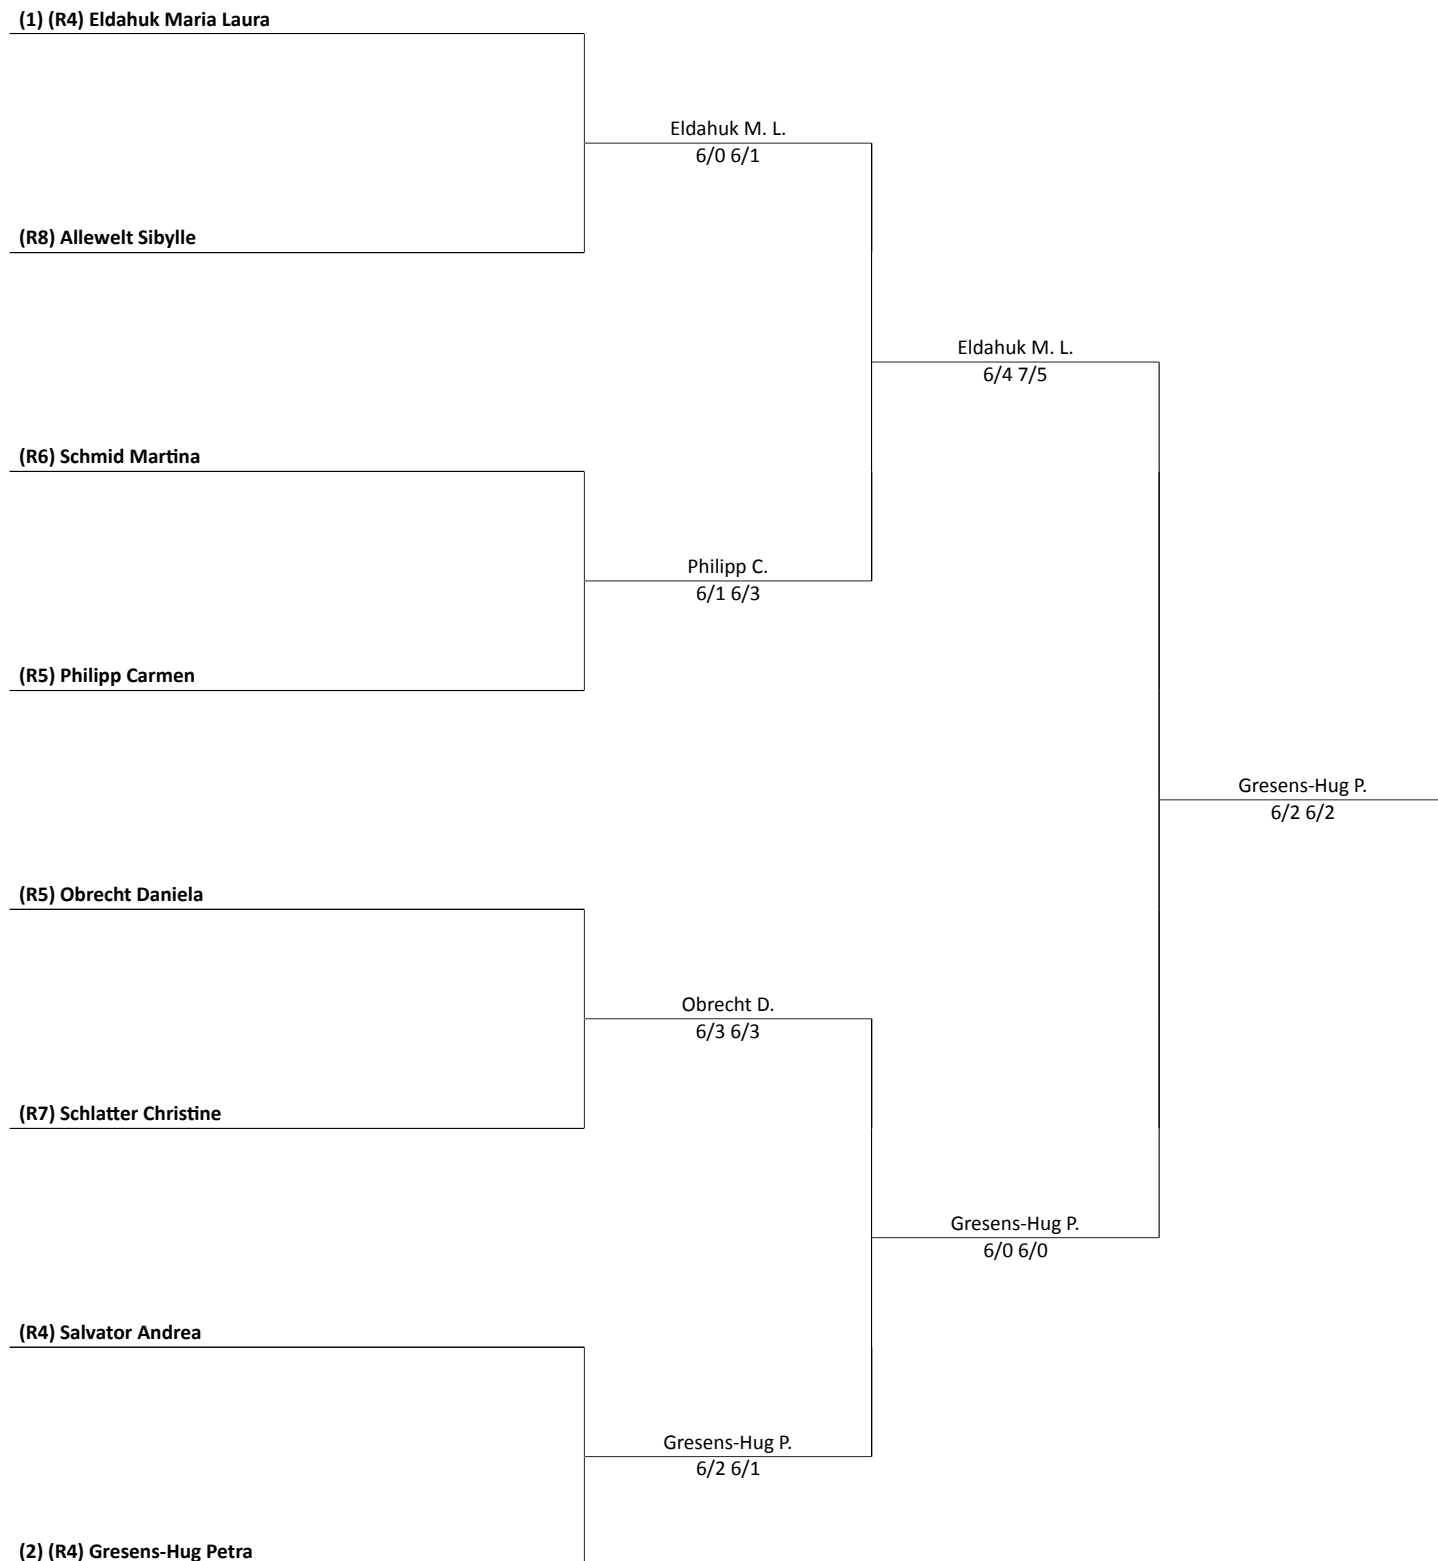 (1) (R4) Eldahuk Maria Laura
Eldahuk M. L.
6/0 6/1
(R8) Allewelt Sibylle
Eldahuk M. L.
6/4 7/5
(R6) Schmid Martina
Philipp C.
6/1 6/3
(R5) Philipp Carmen
Gresens-Hug P.
6/2 6/2
(R5) Obrecht Daniela
Obrecht D.
6/3 6/3
(R7) Schlatter Christine
Gresens-Hug P.
6/0 6/0
(R4) Salvator Andrea
Gresens-Hug P.
6/2 6/1
(2) (R4) Gresens-Hug Petra